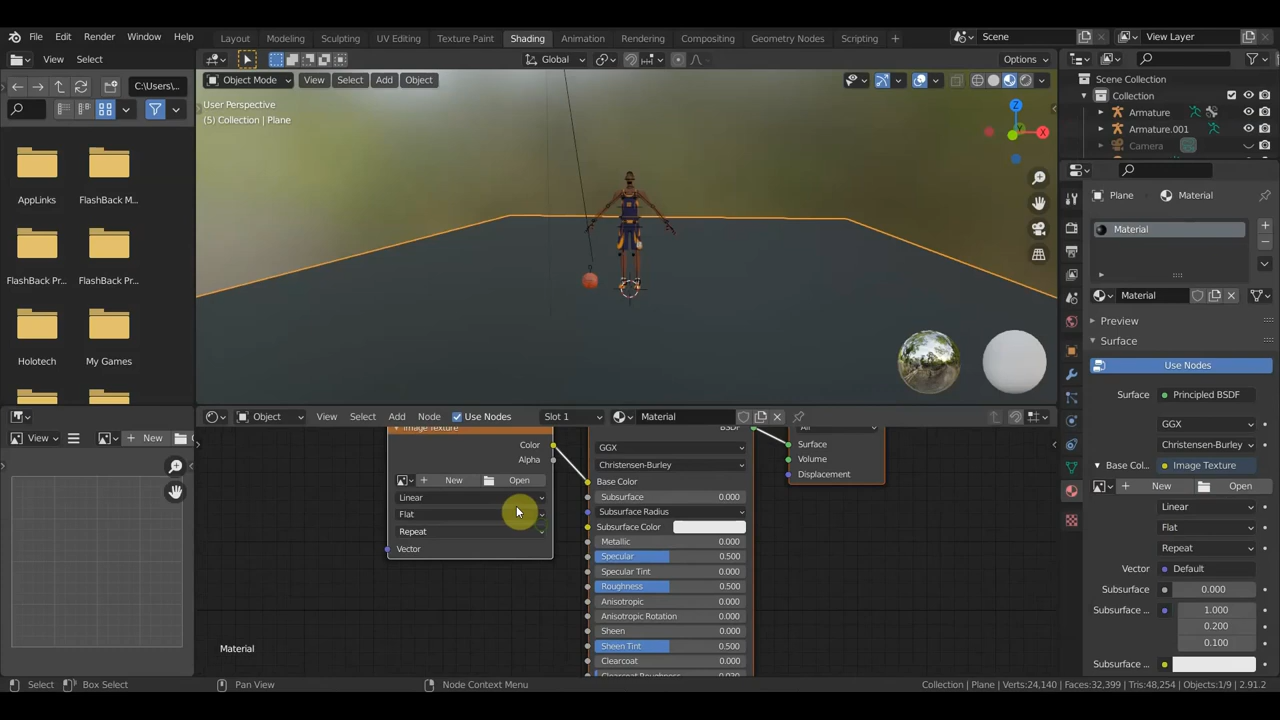 File Edit Render Window Help Layout Modeling Sculpting UV Editing Texture Paint Shading Animation Rendering Compositing Geometry Nodes Scripting + Scene View Layer
View Select Global Options
C:\Users\... Object Mode View Select Add Object
User Perspective
(5) Collection | Plane
Z
X
Y
AppLinks FlashBack M...
FlashBack Pr... FlashBack Pr...
Holotech My Games
View New
Object View Select Add Node Use Nodes Slot 1 Material
Image Texture
Color
Alpha
New Open
Linear
Flat
Repeat
Vector
BSDF
GGX
Christensen-Burley
Base Color
Subsurface 0.000
Subsurface Radius
Subsurface Color
Metallic 0.000
Specular 0.500
Specular Tint 0.000
Roughness 0.500
Anisotropic 0.000
Anisotropic Rotation 0.000
Sheen 0.000
Sheen Tint 0.500
Clearcoat 0.000
Clearcoat Roughness 0.030
All
Surface
Volume
Displacement
Material
Scene Collection
Collection
Armature
Armature.001
Camera
Plane Material
Material
Material
Preview
Surface
Use Nodes
Surface Principled BSDF
GGX
Christensen-Burley
Base Col... Image Texture
New Open
Linear
Flat
Repeat
Vector Default
Subsurface 0.000
Subsurface ... 1.000
0.200
0.100
Subsurface ...
Select Box Select Pan View Node Context Menu Collection | Plane | Verts:24,140 | Faces:32,399 | Tris:48,254 | Objects:1/9 | 2.91.2